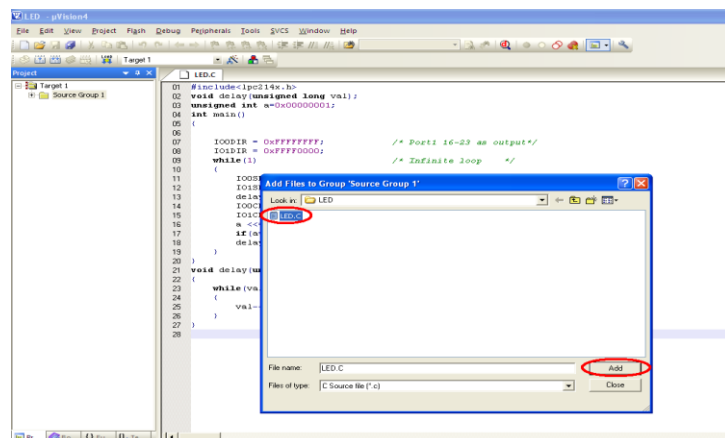 LED - µVision4
File Edit View Project Flash Debug Peripherals Tools SVCS Window Help
Target 1
Project
LED.C
Target 1
Source Group 1
01 #include<lpc214x.h>
02 void delay(unsigned long val);
03 unsigned int a=0x00000001;
04 int main()
05 {
06
07 IO0DIR = 0xFFFFFFFF; /* Port1 16-23 as output*/
08 IO1DIR = 0xFFFF0000;
09 while(1) /* Infinite loop */
10 {
11 IO0S
12 IO1S
13 dela
14 IO0C
15 IO1C
16 a <<
17 if(a
18 dela
19 }
20 }
21 void delay(u
22 {
23 while(va
24 {
25 val-
26 }
27 }
28
Add Files to Group 'Source Group 1'
Look in: LED
LED.C
File name: LED.C Add
Files of type: C Source file (*.c) Close